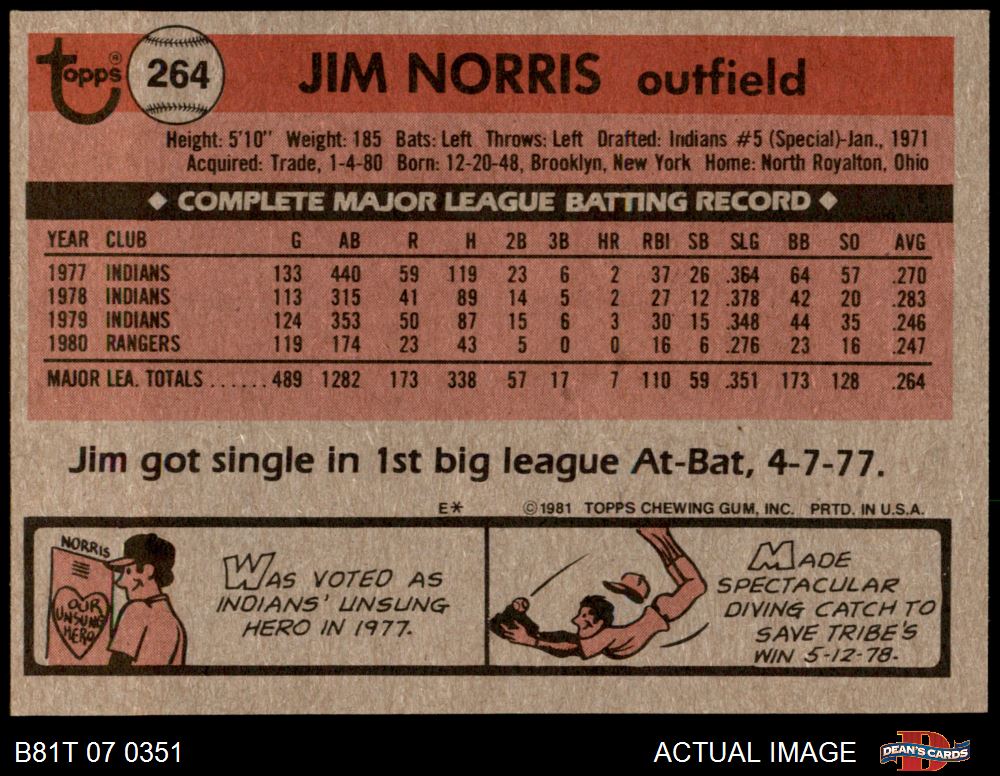 Topps ® 264 JIM NORRIS outfield
Height: 5'10" Weight: 185 Bats: Left Throws: Left Drafted: Indians #5 (Special)-Jan., 1971
Acquired: Trade, 1-4-80 Born: 12-20-48, Brooklyn, New York Home: North Royalton, Ohio
◆ COMPLETE MAJOR LEAGUE BATTING RECORD ◆
YEAR CLUB G AB R H 2B 3B HR RBI SB SLG BB SO AVG
1977 INDIANS 133 440 59 119 23 6 2 37 26 .364 64 57 .270
1978 INDIANS 113 315 41 89 14 5 2 27 12 .378 42 20 .283
1979 INDIANS 124 353 50 87 15 6 3 30 15 .348 44 35 .246
1980 RANGERS 119 174 23 43 5 0 0 16 6 .276 23 16 .247
MAJOR LEA. TOTALS ...... 489 1282 173 338 57 17 7 110 59 .351 173 128 .264
Jim got single in 1st big league At-Bat, 4-7-77.
E* ©1981 TOPPS CHEWING GUM, INC. PRTD. IN U.S.A.
NORRIS
OUR
UNSUNG
HERO
WAS VOTED AS
INDIANS' UNSUNG
HERO IN 1977.
MADE
SPECTACULAR
DIVING CATCH TO
SAVE TRIBE'S
WIN 5-12-78.
B81T 07 0351 ACTUAL IMAGE DEAN'S CARDS